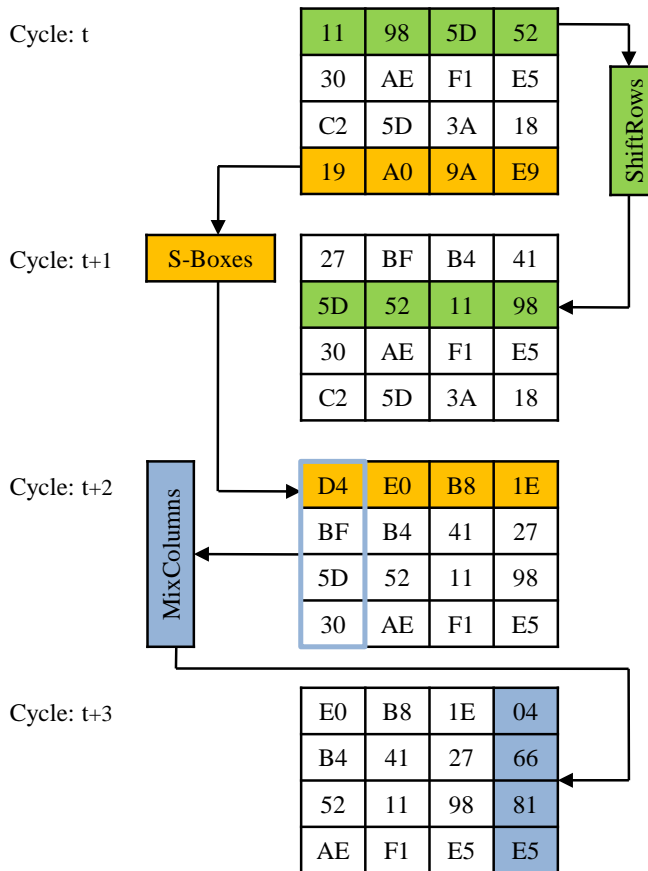 Cycle: t
11 98 5D 52
30 AE F1 E5
C2 5D 3A 18
19 A0 9A E9
ShiftRows
Cycle: t+1
S-Boxes
27 BF B4 41
5D 52 11 98
30 AE F1 E5
C2 5D 3A 18
Cycle: t+2
MixColumns
D4 E0 B8 1E
BF B4 41 27
5D 52 11 98
30 AE F1 E5
Cycle: t+3
E0 B8 1E 04
B4 41 27 66
52 11 98 81
AE F1 E5 E5